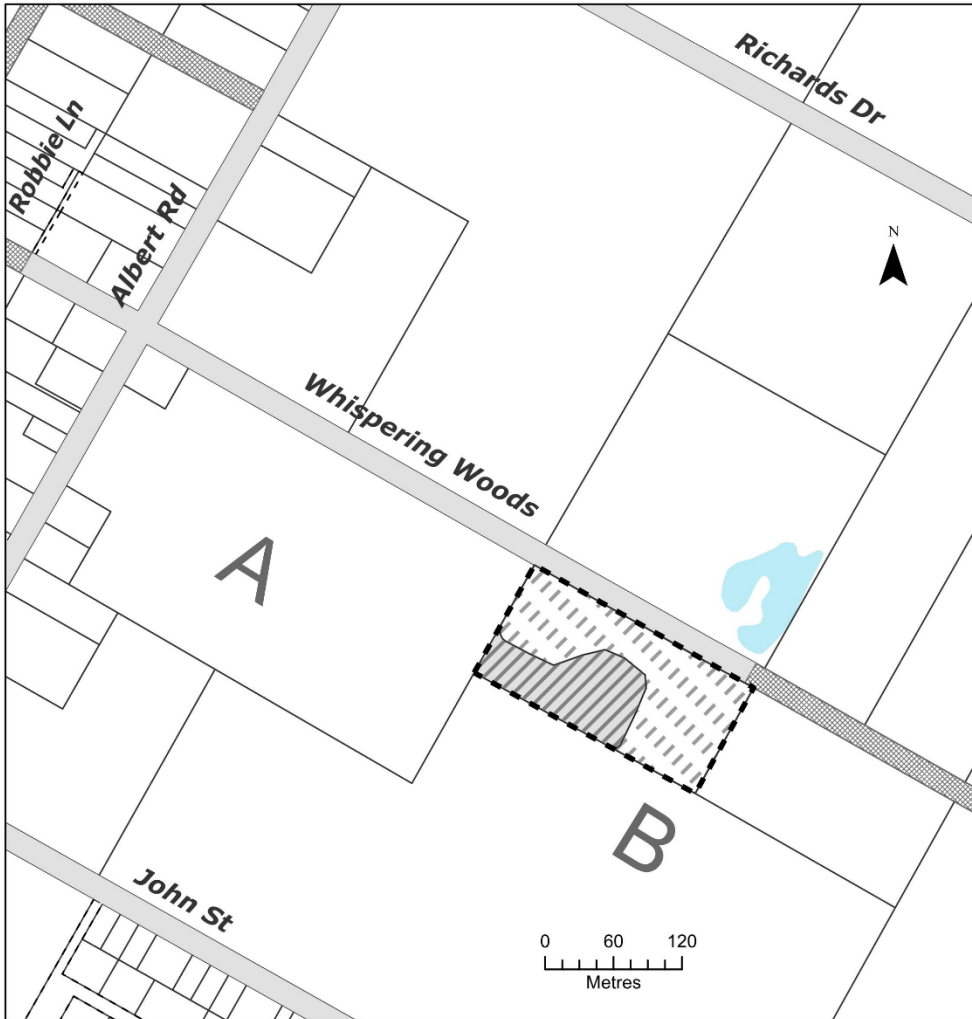 Richards Dr
Robbie Ln
Albert Rd
N
Whispering Woods
A
B
John St
0 60 120
Metres